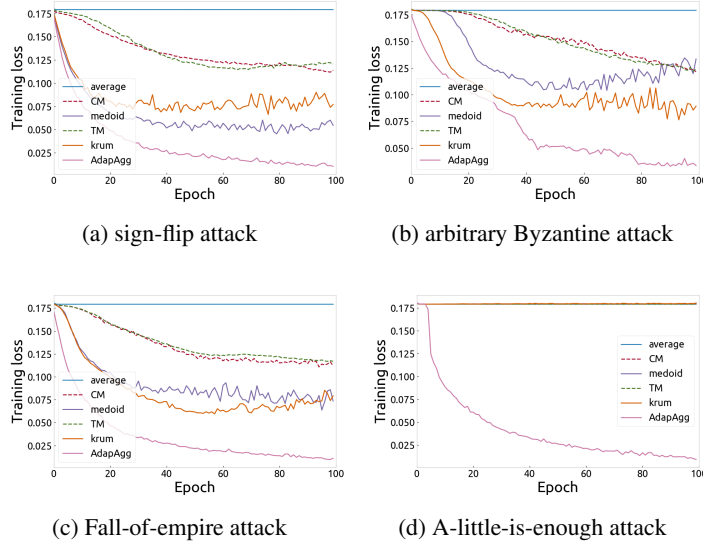 0.175
0.150
0.125
0.100
0.075
0.050
0.025
Training loss
average
CM
medoid
TM
krum
AdapAgg
0 20 40 60 80 100
Epoch
(a) sign-flip attack
0.175
0.150
0.125
0.100
0.075
0.050
Training loss
average
CM
medoid
TM
krum
AdapAgg
0 20 40 60 80 100
Epoch
(b) arbitrary Byzantine attack
0.175
0.150
0.125
0.100
0.075
0.050
0.025
Training loss
average
CM
medoid
TM
krum
AdapAgg
0 20 40 60 80 100
Epoch
(c) Fall-of-empire attack
0.175
0.150
0.125
0.100
0.075
0.050
0.025
Training loss
average
CM
medoid
TM
krum
AdapAgg
0 20 40 60 80 100
Epoch
(d) A-little-is-enough attack